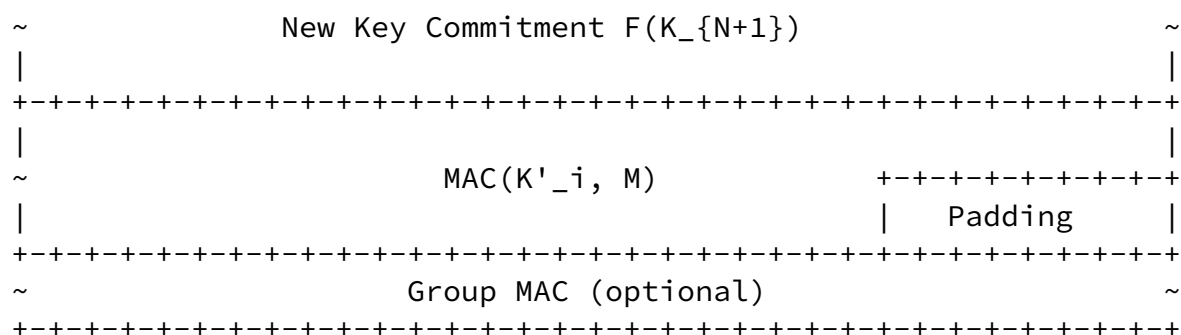 ~ New Key Commitment F(K_{N+1}) ~
| |
+-+-+-+-+-+-+-+-+-+-+-+-+-+-+-+-+-+-+-+-+-+-+-+-+-+-+-+-+-+-+-+-+
| |
~ MAC(K'_i, M) +-+-+-+-+-+-+-+-+
| | Padding |
+-+-+-+-+-+-+-+-+-+-+-+-+-+-+-+-+-+-+-+-+-+-+-+-+-+-+-+-+-+-+-+-+
~ Group MAC (optional) ~
+-+-+-+-+-+-+-+-+-+-+-+-+-+-+-+-+-+-+-+-+-+-+-+-+-+-+-+-+-+-+-+-+